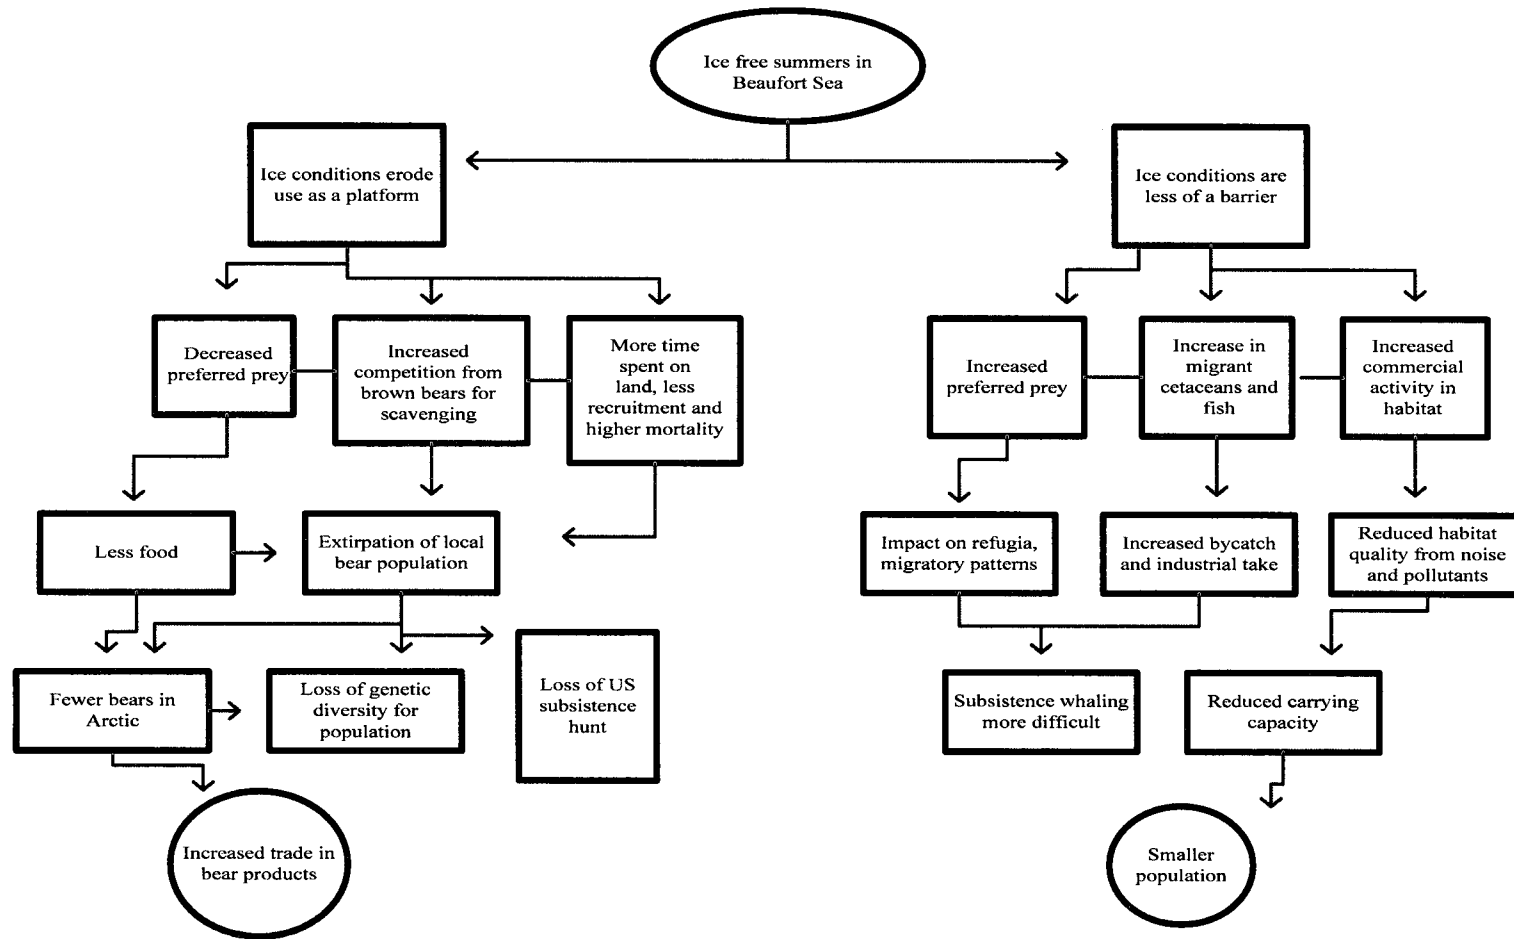 Ice free summers in
Beaufort Sea
Ice conditions erode
use as a platform
Ice conditions are
less of a barrier
Decreased
preferred prey
Increased
competition from
brown bears for
scavenging
More time
spent on
land, less
recruitment and
higher mortality
Increased
preferred prey
Increase in
migrant
cetaceans and
fish
Increased
commercial
activity in
habitat
Less food
Extirpation of local
bear population
Impact on refugia,
migratory patterns
Increased bycatch
and industrial take
Reduced habitat
quality from noise
and pollutants
Fewer bears in
Arctic
Loss of genetic
diversity for
population
Loss of US
subsistence
hunt
Subsistence whaling
more difficult
Reduced carrying
capacity
Increased trade in
bear products
Smaller
population